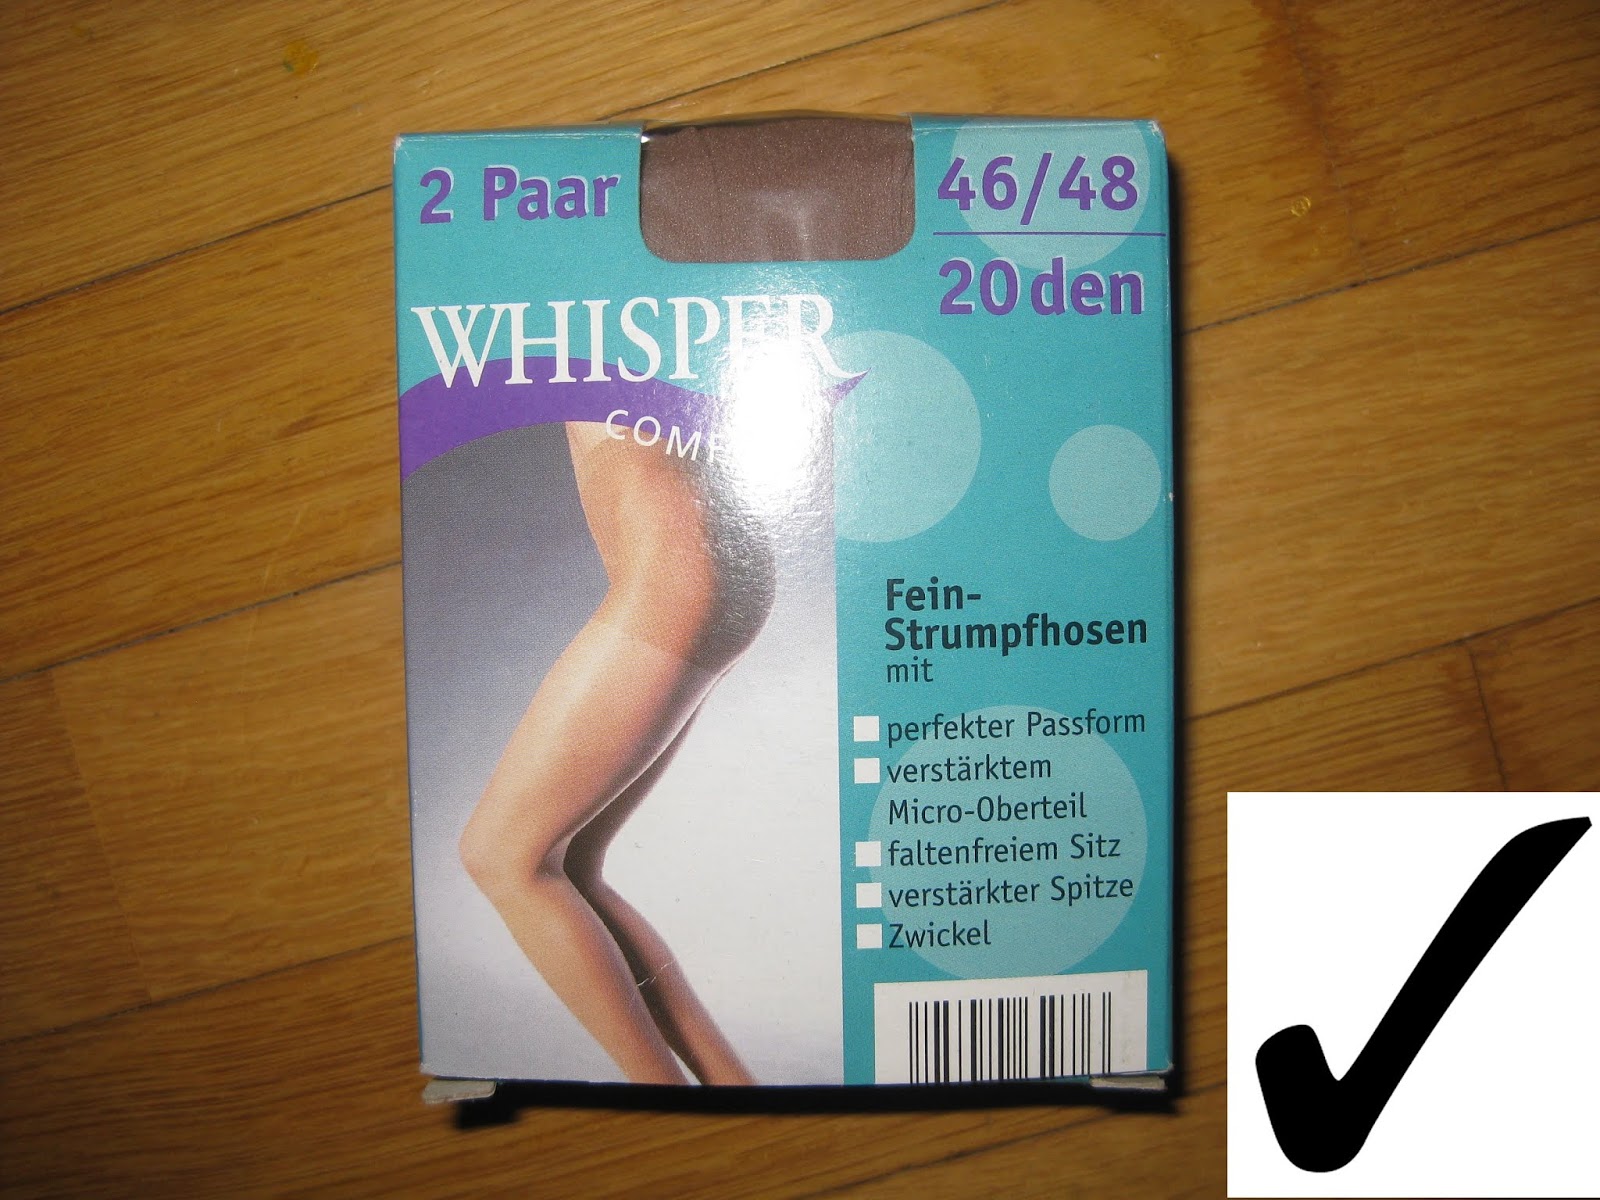 2 Paar
46/48
20 den
WHISPER
Fein-
Strumpfhosen
mit
perfekter Passform
verstärktem
Micro-Oberteil
faltenfreiem Sitz
verstärkter Spitze
Zwickel